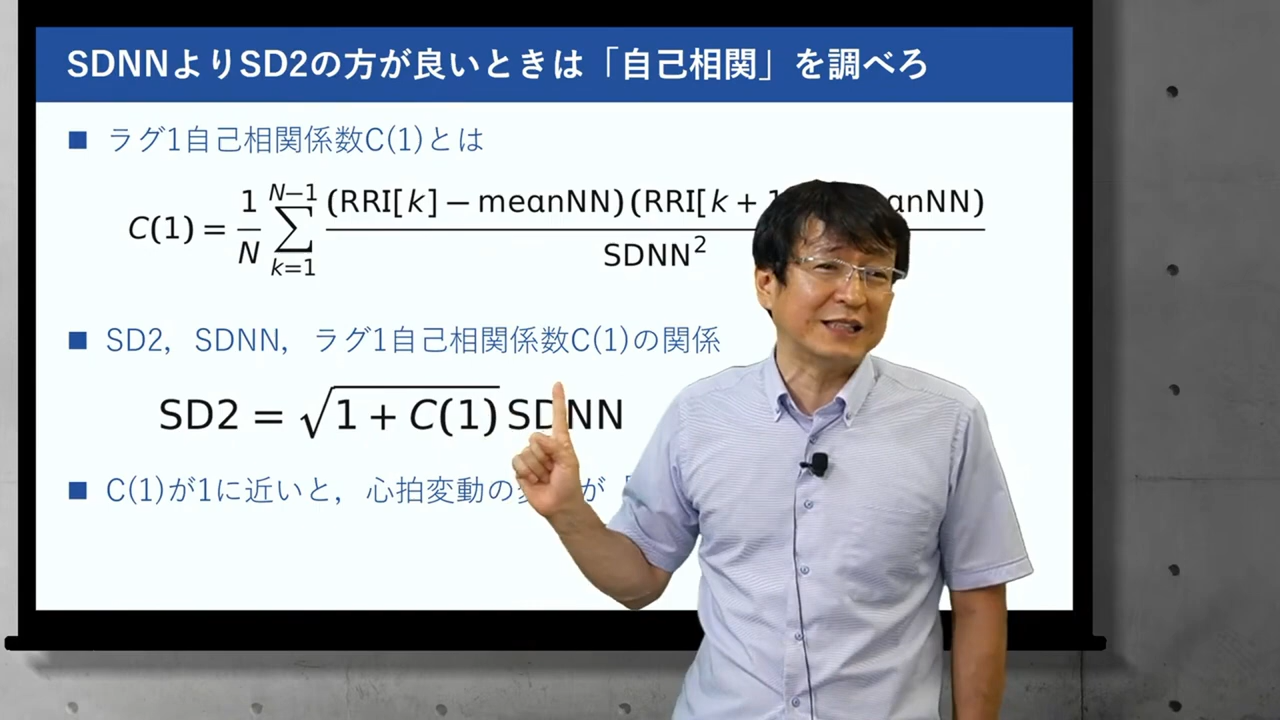 SDNNよりSD2の方が良いときは「自己相関」を調べろ
■ ラグ1自己相関係数C(1)とは
C(1) = 1/N N−1 ∑ k=1 (RRI[k] − meanNN)(RRI[k + 1 anNN) / SDNN²
■ SD2，SDNN，ラグ1自己相関係数C(1)の関係
SD2 = √1 + C(1) SDNN
■ C(1)が1に近いと，心拍変動の が「